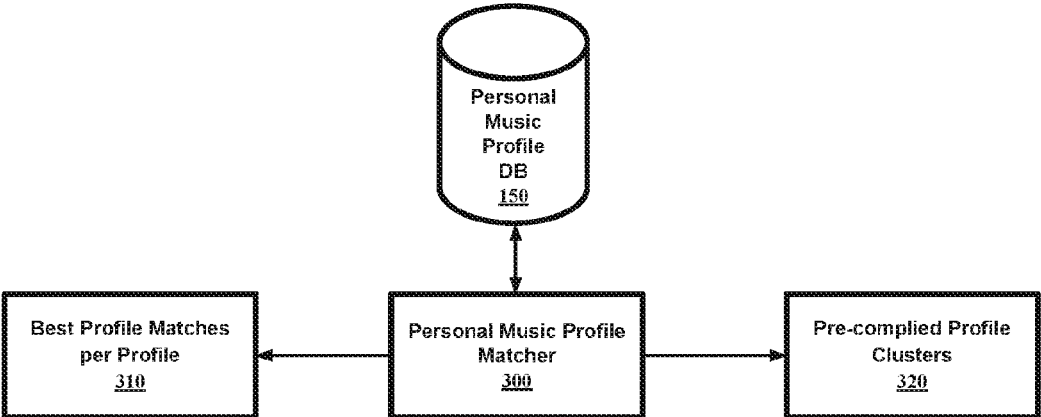 Personal
Music
Profile
DB
150
Best Profile Matches
per Profile
310
Personal Music Profile
Matcher
300
Pre-complied Profile
Clusters
320